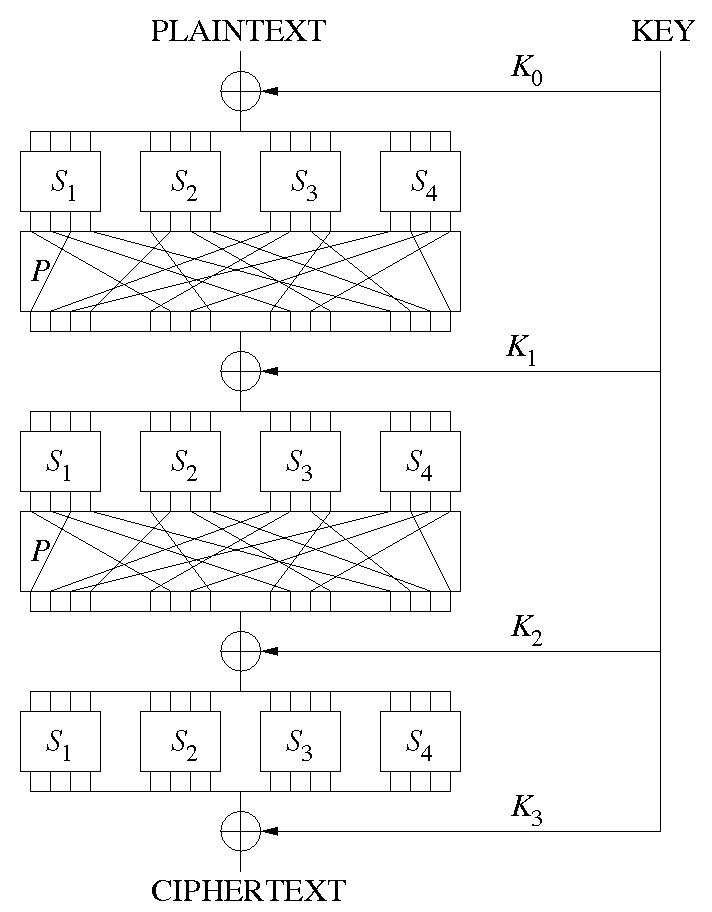 PLAINTEXT KEY
K0
S1 S2 S3 S4
P
K1
S1 S2 S3 S4
P
K2
S1 S2 S3 S4
K3
CIPHERTEXT